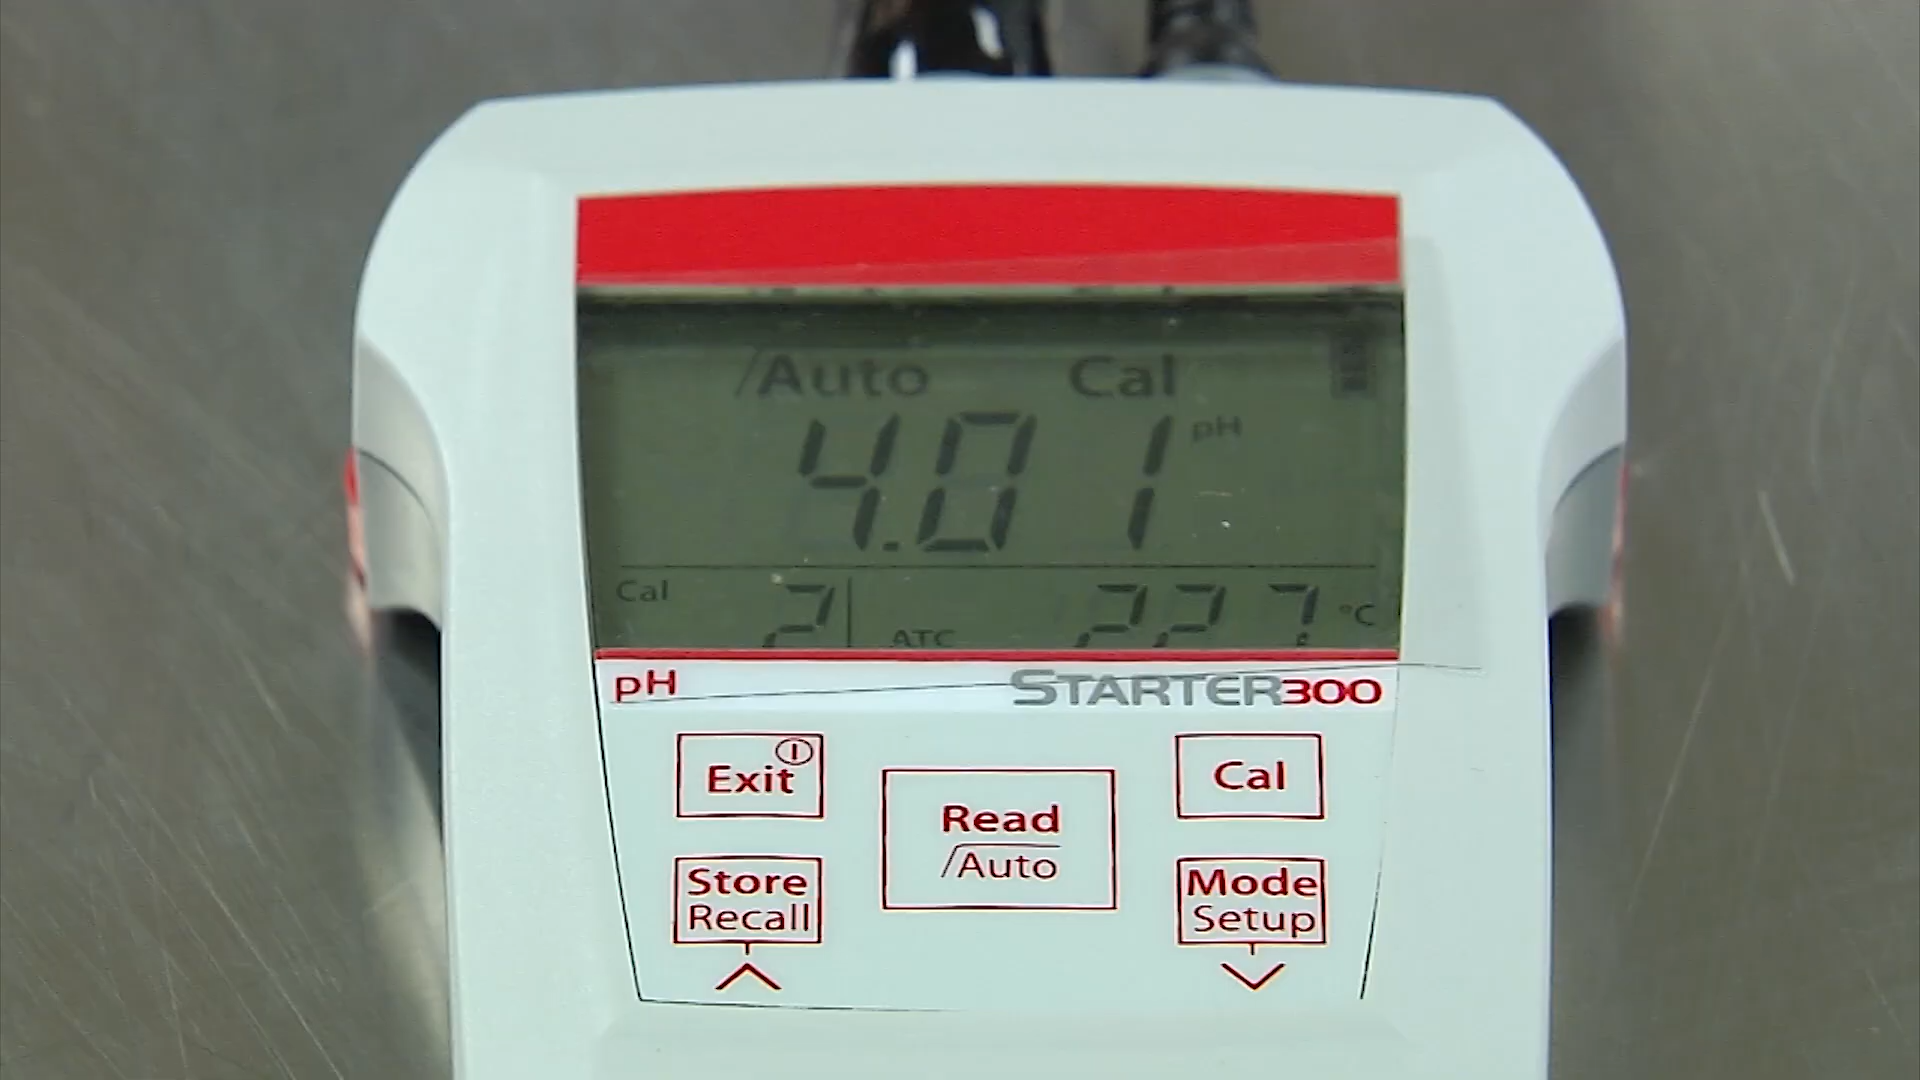 /Auto Cal
4.01 pH
Cal 2 ATC 22.7 °C
pH STARTER300
Exit
Cal
Read
/Auto
Store
Recall
Mode
Setup